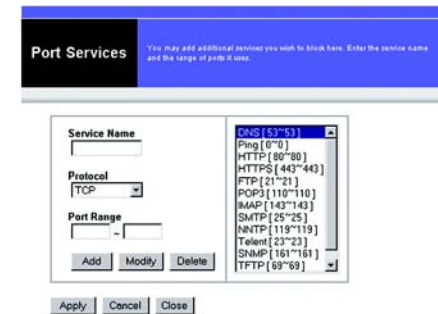 Port Services
You may add additional services you wish to block here. Enter the service name
and the range of ports it uses.
Service Name
Protocol
TCP
Port Range
~
Add Modify Delete
DNS [ 53~53 ]
Ping [ 0~0 ]
HTTP [ 80~80 ]
HTTPS [ 443~443 ]
FTP [ 21~21 ]
POP3 [ 110~110 ]
IMAP [ 143~143 ]
SMTP [ 25~25 ]
NNTP [ 119~119 ]
Telent [ 23~23 ]
SNMP [ 161~161 ]
TFTP [ 69~69 ]
Apply Cancel Close